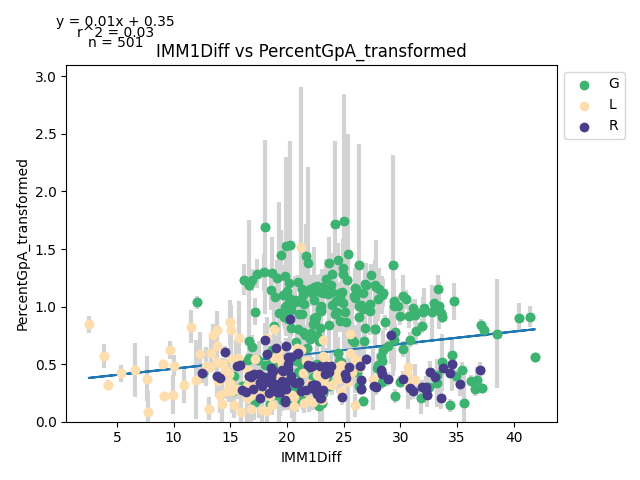 y = 0.01x + 0.35
r^2 = 0.03
n = 501
IMM1Diff vs PercentGpA_transformed
3.0
2.5
2.0
1.5
1.0
0.5
0.0
PercentGpA_transformed
5 10 15 20 25 30 35 40
IMM1Diff
G
L
R